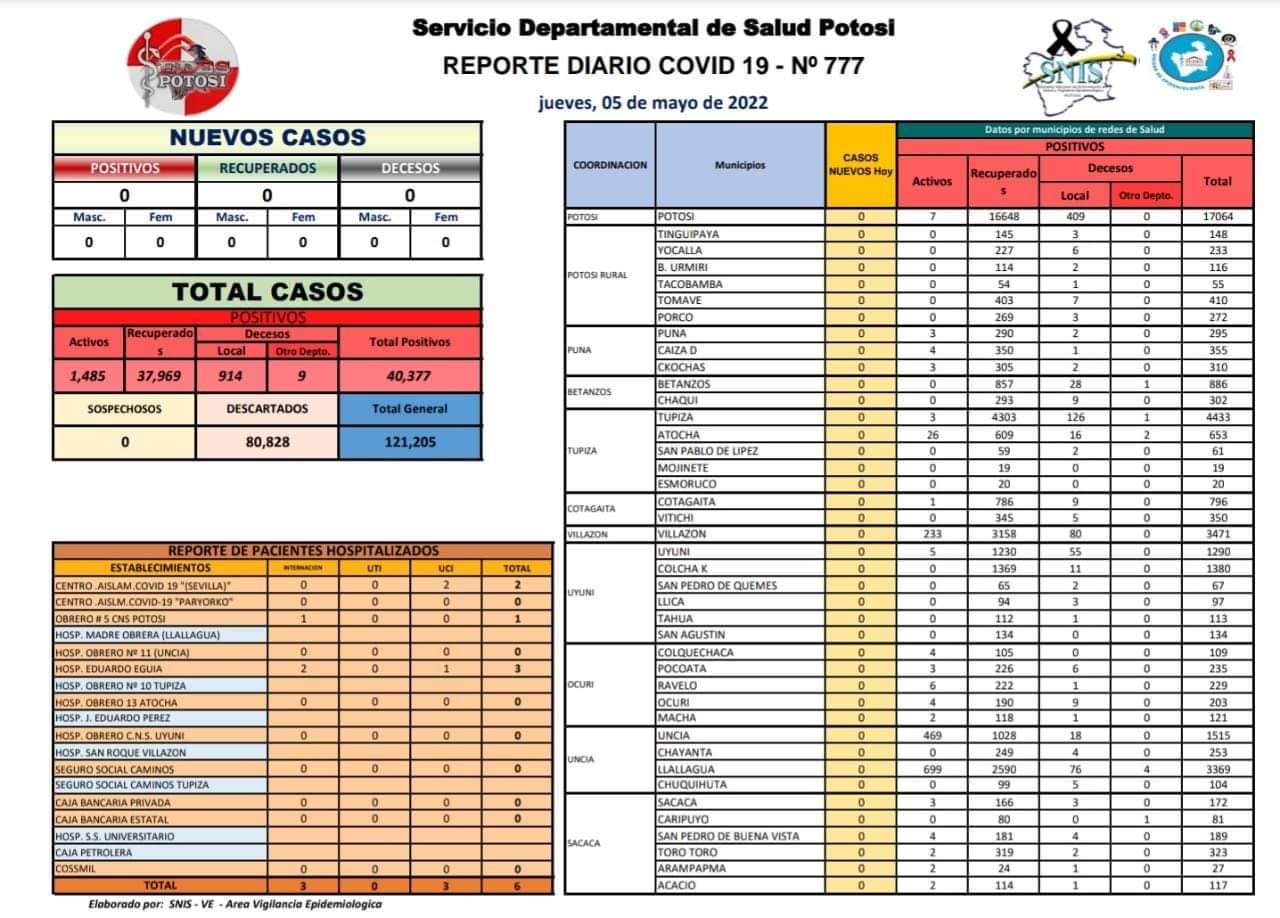 Servicio Departamental de Salud Potosi
REPORTE DIARIO COVID 19 - Nº 777
jueves, 05 de mayo de 2022
SEDES
POTOSI
SNIS
NUEVOS CASOS
POSITIVOS RECUPERADOS DECESOS
0 0 0
Masc. Fem Masc. Fem Masc. Fem
0 0 0 0 0 0
TOTAL CASOS
POSITIVOS
Activos Recuperado s Decesos Total Positivos
Local Otro Depto.
1,485 37,969 914 9 40,377
SOSPECHOSOS DESCARTADOS Total General
0 80,828 121,205
REPORTE DE PACIENTES HOSPITALIZADOS
ESTABLECIMIENTOS INTERNACION UTI UCI TOTAL
CENTRO .AISLAM.COVID 19 "(SEVILLA)" 0 0 2 2
CENTRO .AISLM.COVID-19 "PARYORKO" 0 0 0 0
OBRERO # 5 CNS POTOSI 1 0 0 1
HOSP. MADRE OBRERA (LLALLAGUA)
HOSP. OBRERO Nº 11 (UNCIA) 0 0 0 0
HOSP. EDUARDO EGUIA 2 0 1 3
HOSP. OBRERO Nº 10 TUPIZA
HOSP. OBRERO 13 ATOCHA 0 0 0 0
HOSP. J. EDUARDO PEREZ
HOSP. OBRERO C.N.S. UYUNI 0 0 0 0
HOSP. SAN ROQUE VILLAZON
SEGURO SOCIAL CAMINOS 0 0 0 0
SEGURO SOCIAL CAMINOS TUPIZA
CAJA BANCARIA PRIVADA 0 0 0 0
CAJA BANCARIA ESTATAL 0 0 0 0
HOSP. S.S. UNIVERSITARIO
CAJA PETROLERA
COSSMIL 0 0 0 0
TOTAL 3 0 3 6
Elaborado por: SNIS - VE - Area Vigilancia Epidemiologica
COORDINACION Municipios CASOS NUEVOS Hoy Datos por municipios de redes de Salud
POSITIVOS
Activos Recuperado s Decesos Total
Local Otro Depto.
POTOSI POTOSI 0 7 16648 409 0 17064
POTOSI RURAL TINGUIPAYA 0 0 145 3 0 148
YOCALLA 0 0 227 6 0 233
B. URMIRI 0 0 114 2 0 116
TACOBAMBA 0 0 54 1 0 55
TOMAVE 0 0 403 7 0 410
PORCO 0 0 269 3 0 272
PUNA PUNA 0 3 290 2 0 295
CAIZA D 0 4 350 1 0 355
CKOCHAS 0 3 305 2 0 310
BETANZOS BETANZOS 0 0 857 28 1 886
CHAQUI 0 0 293 9 0 302
TUPIZA TUPIZA 0 3 4303 126 1 4433
ATOCHA 0 26 609 16 2 653
SAN PABLO DE LIPEZ 0 0 59 2 0 61
MOJINETE 0 0 19 0 0 19
ESMORUCO 0 0 20 0 0 20
COTAGAITA COTAGAITA 0 1 786 9 0 796
VITICHI 0 0 345 5 0 350
VILLAZON VILLAZON 0 233 3158 80 0 3471
UYUNI UYUNI 0 5 1230 55 0 1290
COLCHA K 0 0 1369 11 0 1380
SAN PEDRO DE QUEMES 0 0 65 2 0 67
LLICA 0 0 94 3 0 97
TAHUA 0 0 112 1 0 113
SAN AGUSTIN 0 0 134 0 0 134
OCURI COLQUECHACA 0 4 105 0 0 109
POCOATA 0 3 226 6 0 235
RAVELO 0 6 222 1 0 229
OCURI 0 4 190 9 0 203
MACHA 0 2 118 1 0 121
UNCIA UNCIA 0 469 1028 18 0 1515
CHAYANTA 0 0 249 4 0 253
LLALLAGUA 0 699 2590 76 4 3369
CHUQUIHUTA 0 0 99 5 0 104
SACACA SACACA 0 3 166 3 0 172
CARIPUYO 0 0 80 0 1 81
SAN PEDRO DE BUENA VISTA 0 4 181 4 0 189
TORO TORO 0 2 319 2 0 323
ARAMPAPMA 0 2 24 1 0 27
ACACIO 0 2 114 1 0 117